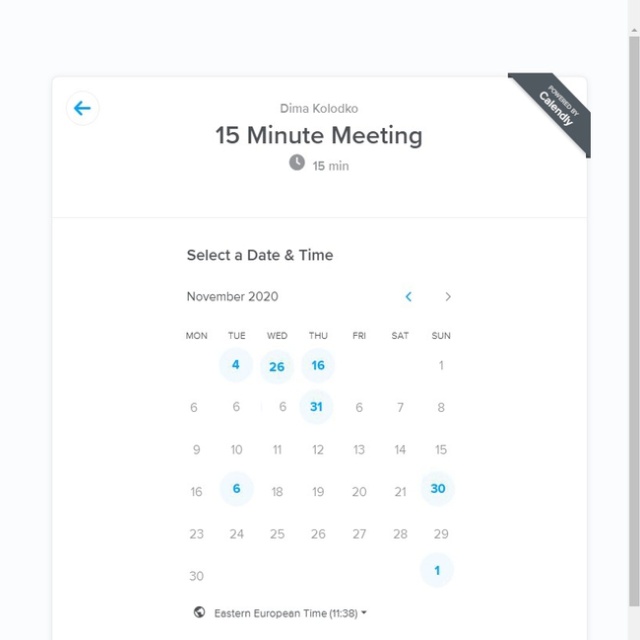 POWERED BY
Calendly
Dima Kolodko
15 Minute Meeting
15 min
Select a Date & Time
November 2020
MON TUE WED THU FRI SAT SUN
4 26 16 1
6 6 6 31 6 7 8
9 10 11 12 13 14 15
16 6 18 19 20 21 30
23 24 25 26 27 28 29
30 1
Eastern European Time (11:38)